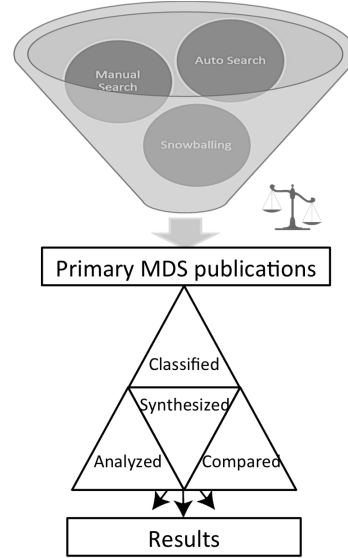 Manual
Search
Auto Search
Snowballing
Primary MDS publications
Classified
Synthesized
Analyzed
Compared
Results